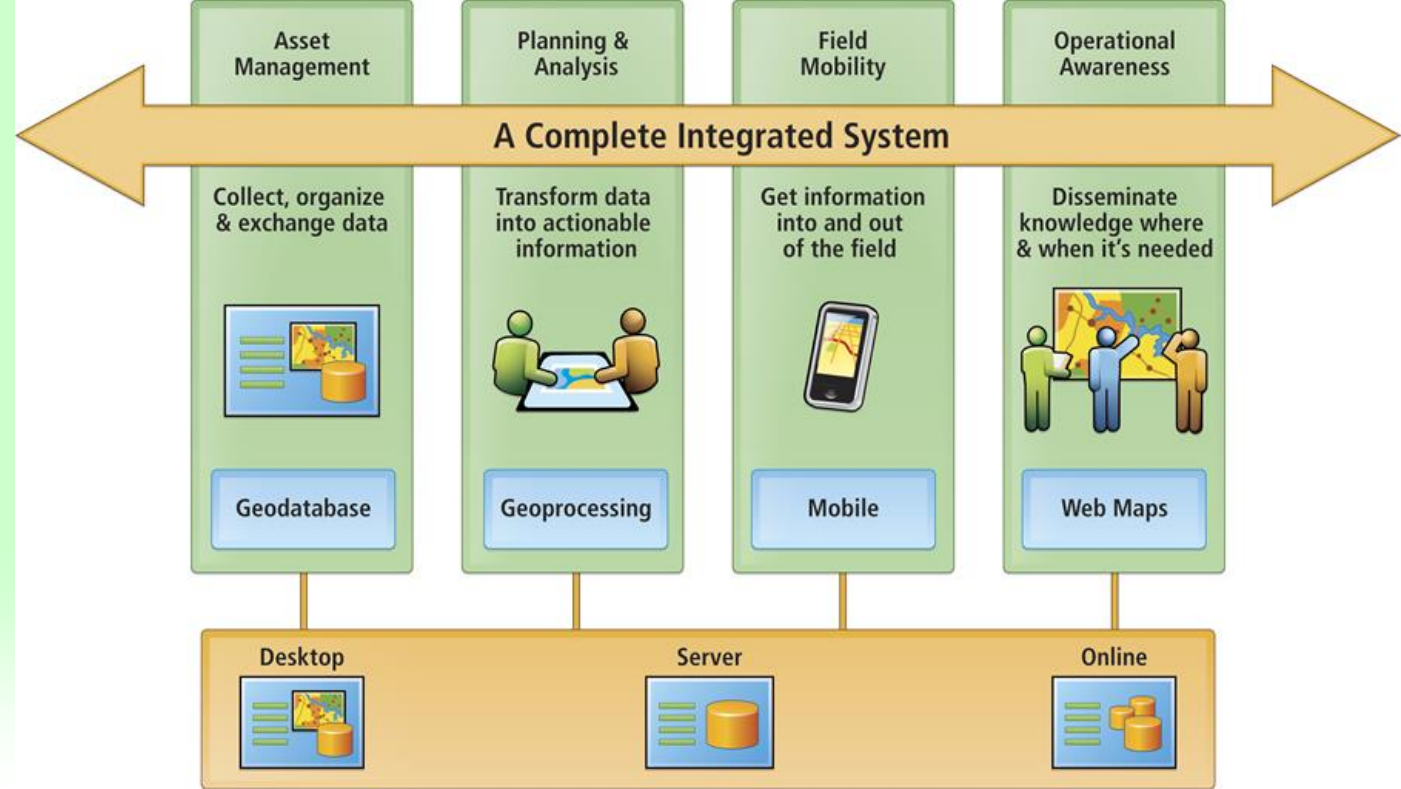 Asset
Management
Planning &
Analysis
Field
Mobility
Operational
Awareness
A Complete Integrated System
Collect, organize
& exchange data
Transform data
into actionable
information
Get information
into and out
of the field
Disseminate
knowledge where
& when it's needed
Geodatabase
Geoprocessing
Mobile
Web Maps
Desktop
Server
Online